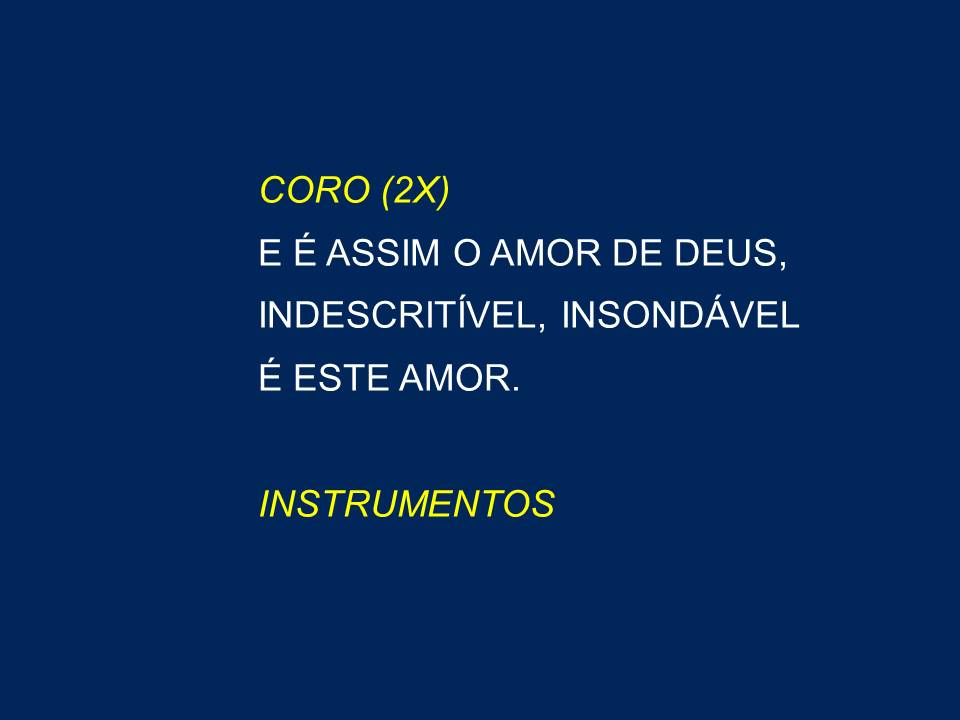 CORO (2X)
E É ASSIM O AMOR DE DEUS,
INDESCRITÍVEL, INSONDÁVEL
É ESTE AMOR.
INSTRUMENTOS